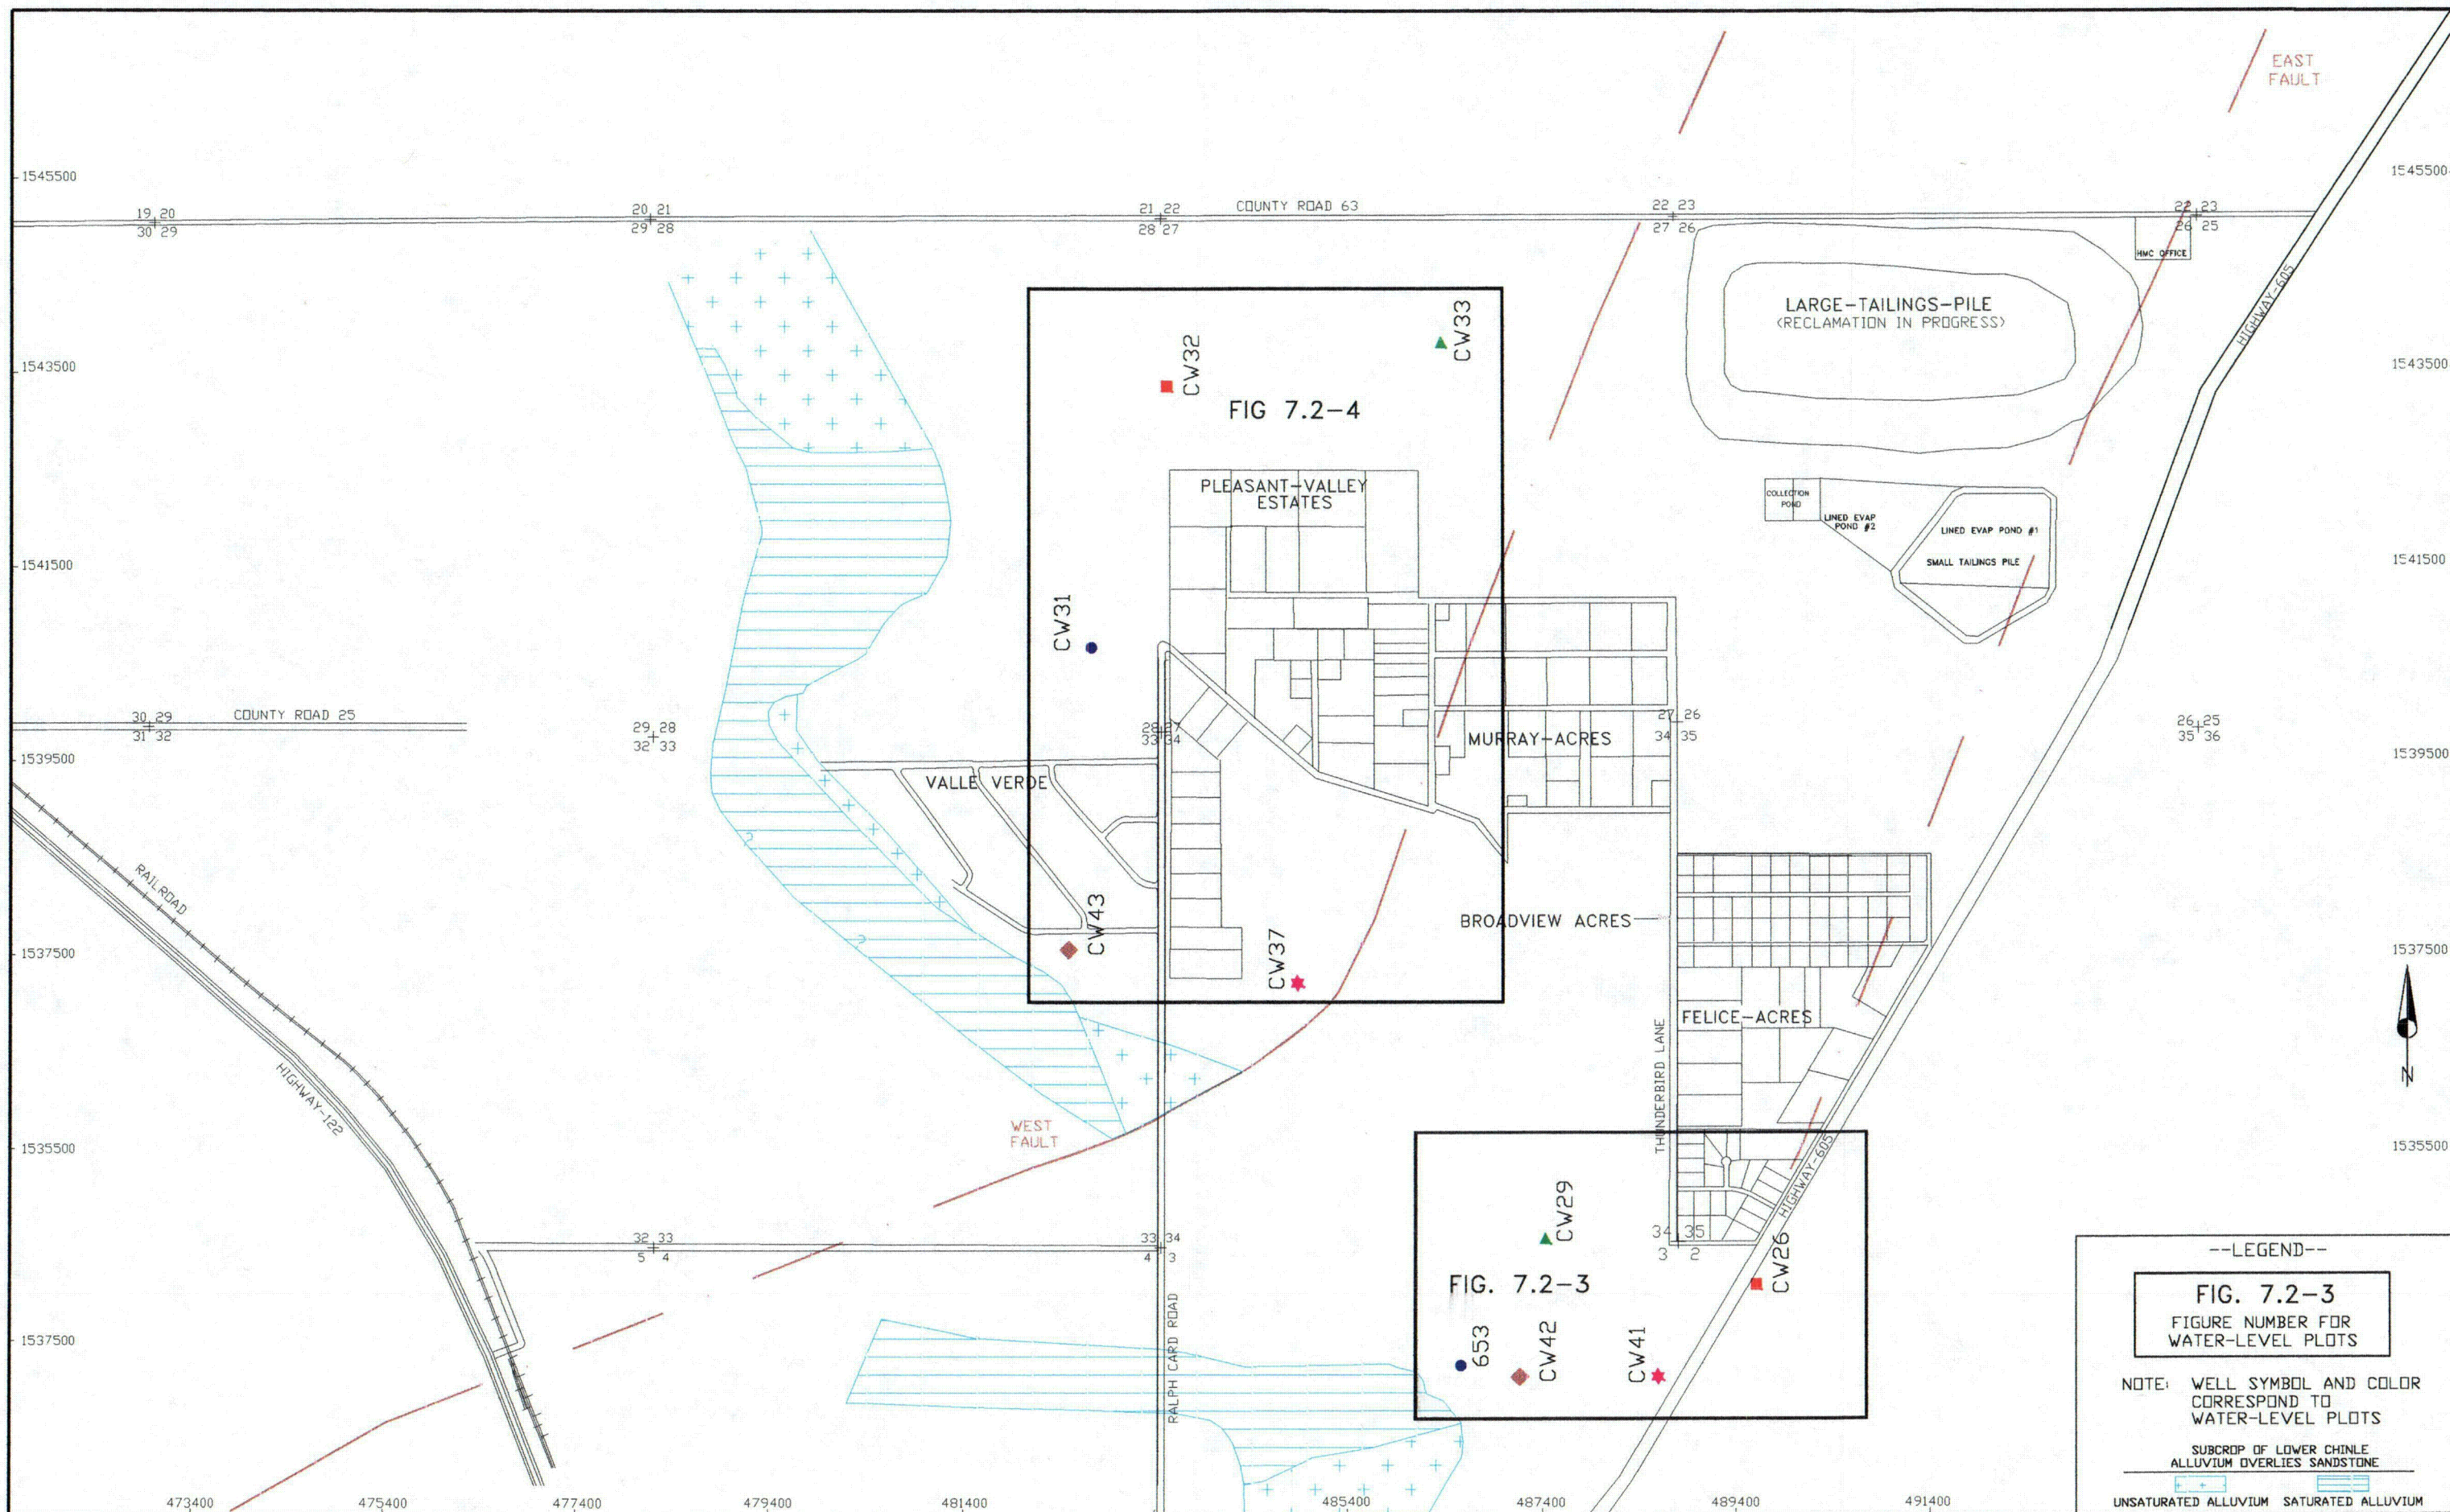 EAST
FAULT
1545500
1545500
19 20
30 29
20 21
29 28
21 22
28 27
COUNTY ROAD 63
22 23
27 26
22 23
26 25
HMC OFFICE
HIGHWAY-605
LARGE-TAILINGS-PILE
<RECLAMATION IN PROGRESS>
CW33
CW32
1543500
1543500
FIG 7.2-4
PLEASANT-VALLEY
ESTATES
COLLECTION
POND
LINED EVAP
POND #2
LINED EVAP POND #1
SMALL TAILINGS PILE
1541500
1541500
CW31
30 29
31 32
COUNTY ROAD 25
29 28
32 33
28 27
33 34
27 26
34 35
26 25
35 36
MURRAY-ACRES
1539500
1539500
VALLE VERDE
RAILROAD
?
?
CW43
CW37
BROADVIEW ACRES
1537500
1537500
FELICE-ACRES
THUNDERBIRD LANE
N
HIGHWAY-122
WEST
FAULT
1535500
1535500
HIGHWAY-605
32 33
5 4
33 34
4 3
34 35
3 2
CW29
CW26
FIG. 7.2-3
653
CW42
CW41
1537500
RALPH CARD ROAD
--LEGEND--
FIG. 7.2-3
FIGURE NUMBER FOR
WATER-LEVEL PLOTS
NOTE: WELL SYMBOL AND COLOR
CORRESPOND TO
WATER-LEVEL PLOTS
SUBCROP OF LOWER CHINLE
ALLUVIUM OVERLIES SANDSTONE
UNSATURATED ALLUVIUM SATURATED ALLUVIUM
473400
475400
477400
479400
481400
485400
487400
489400
491400